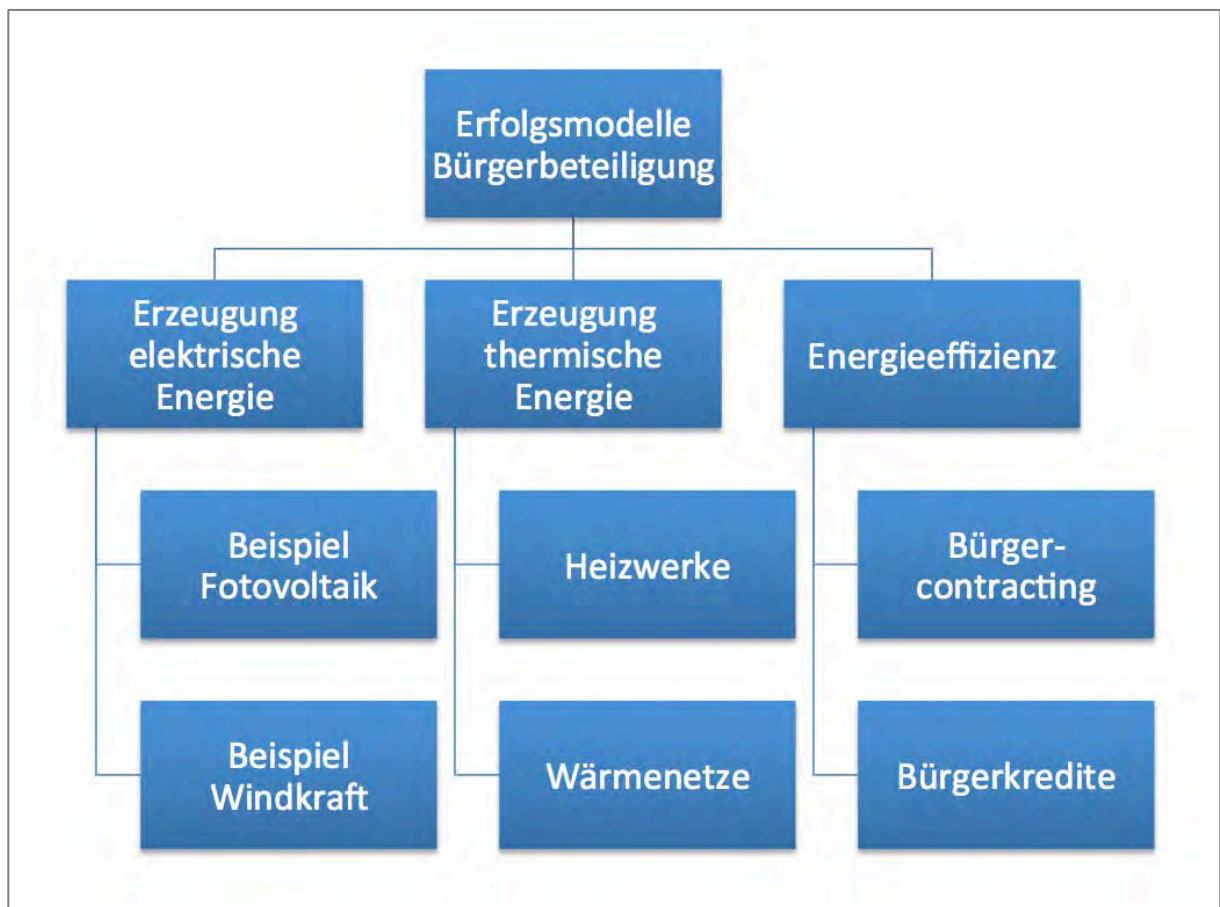 Erfolgsmodelle
Bürgerbeteiligung
Erzeugung
elektrische
Energie
Erzeugung
thermische
Energie
Energieeffizienz
Beispiel
Fotovoltaik
Heizwerke
Bürger-
contracting
Beispiel
Windkraft
Wärmenetze
Bürgerkredite